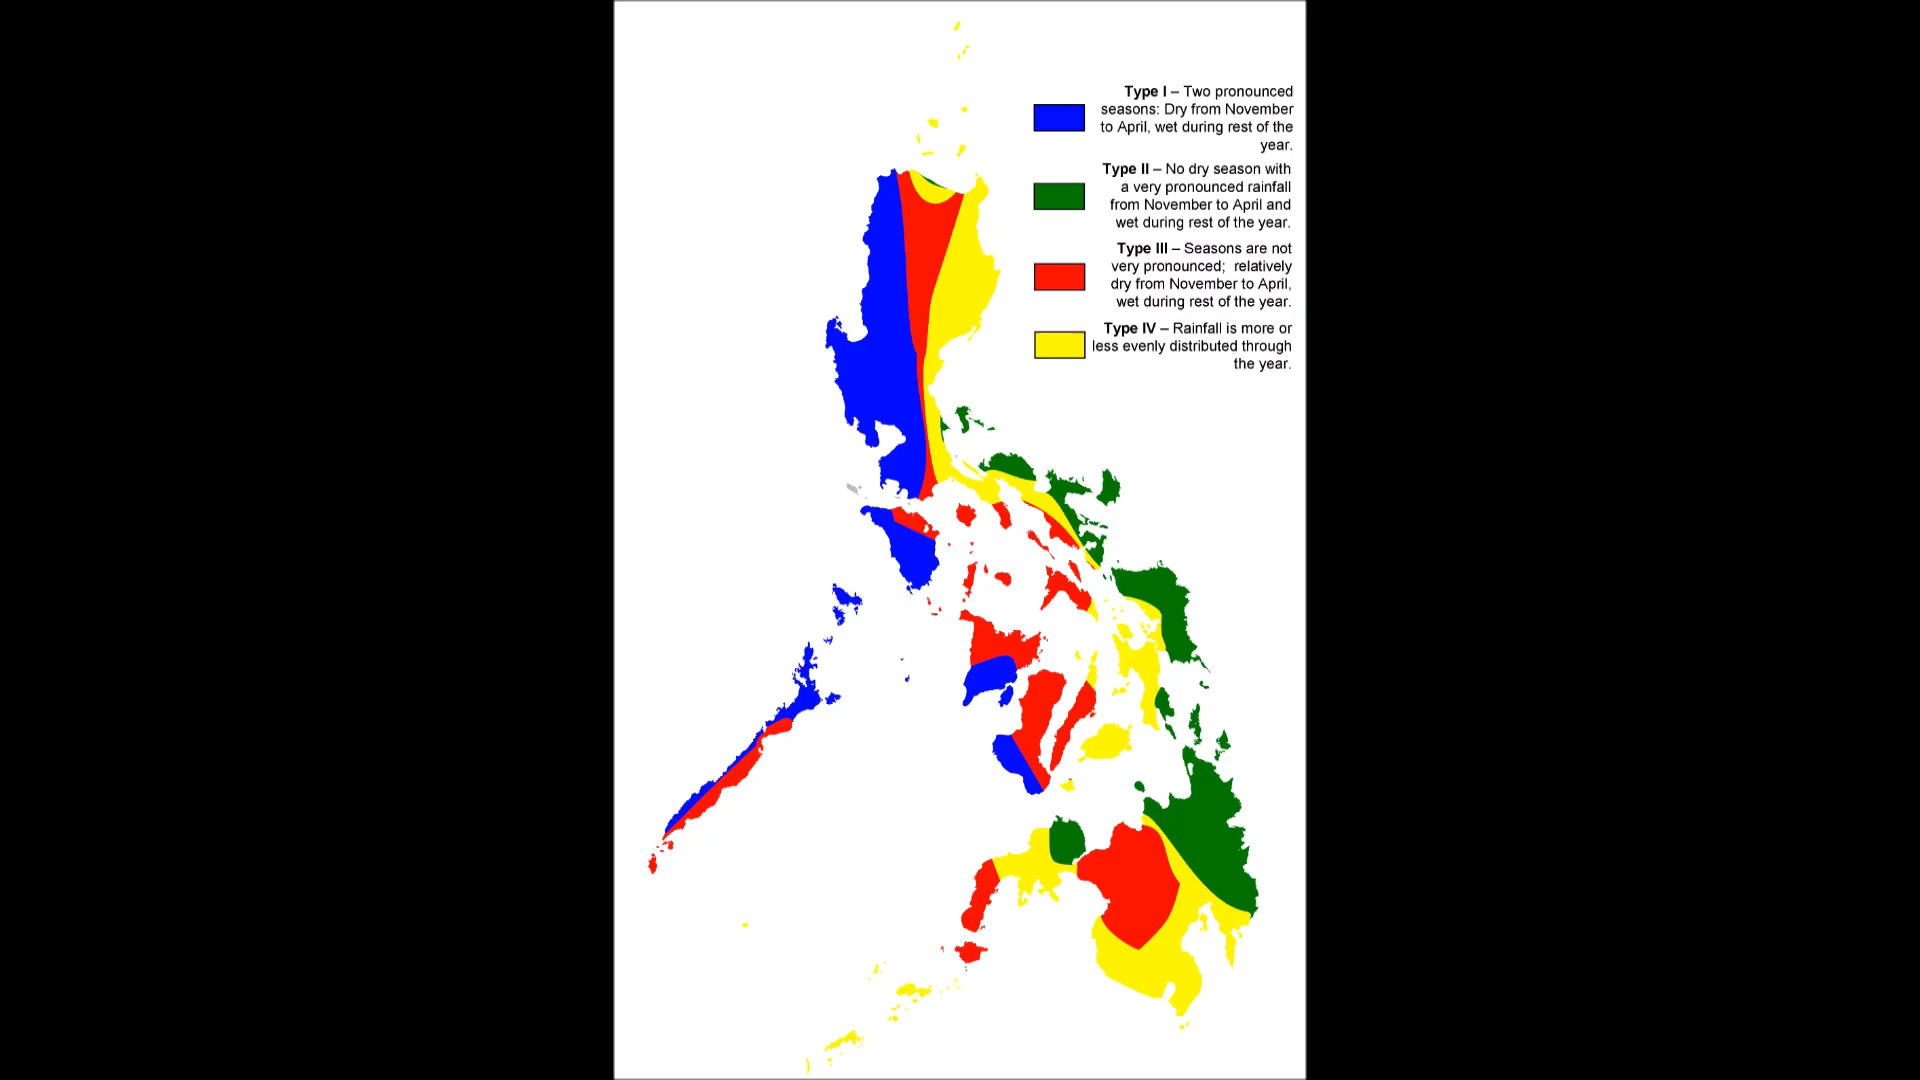 Type I – Two pronounced
seasons: Dry from November
to April, wet during rest of the
year.
Type II – No dry season with
a very pronounced rainfall
from November to April and
wet during rest of the year.
Type III – Seasons are not
very pronounced;  relatively
dry from November to April,
wet during rest of the year.
Type IV – Rainfall is more or
less evenly distributed through
the year.